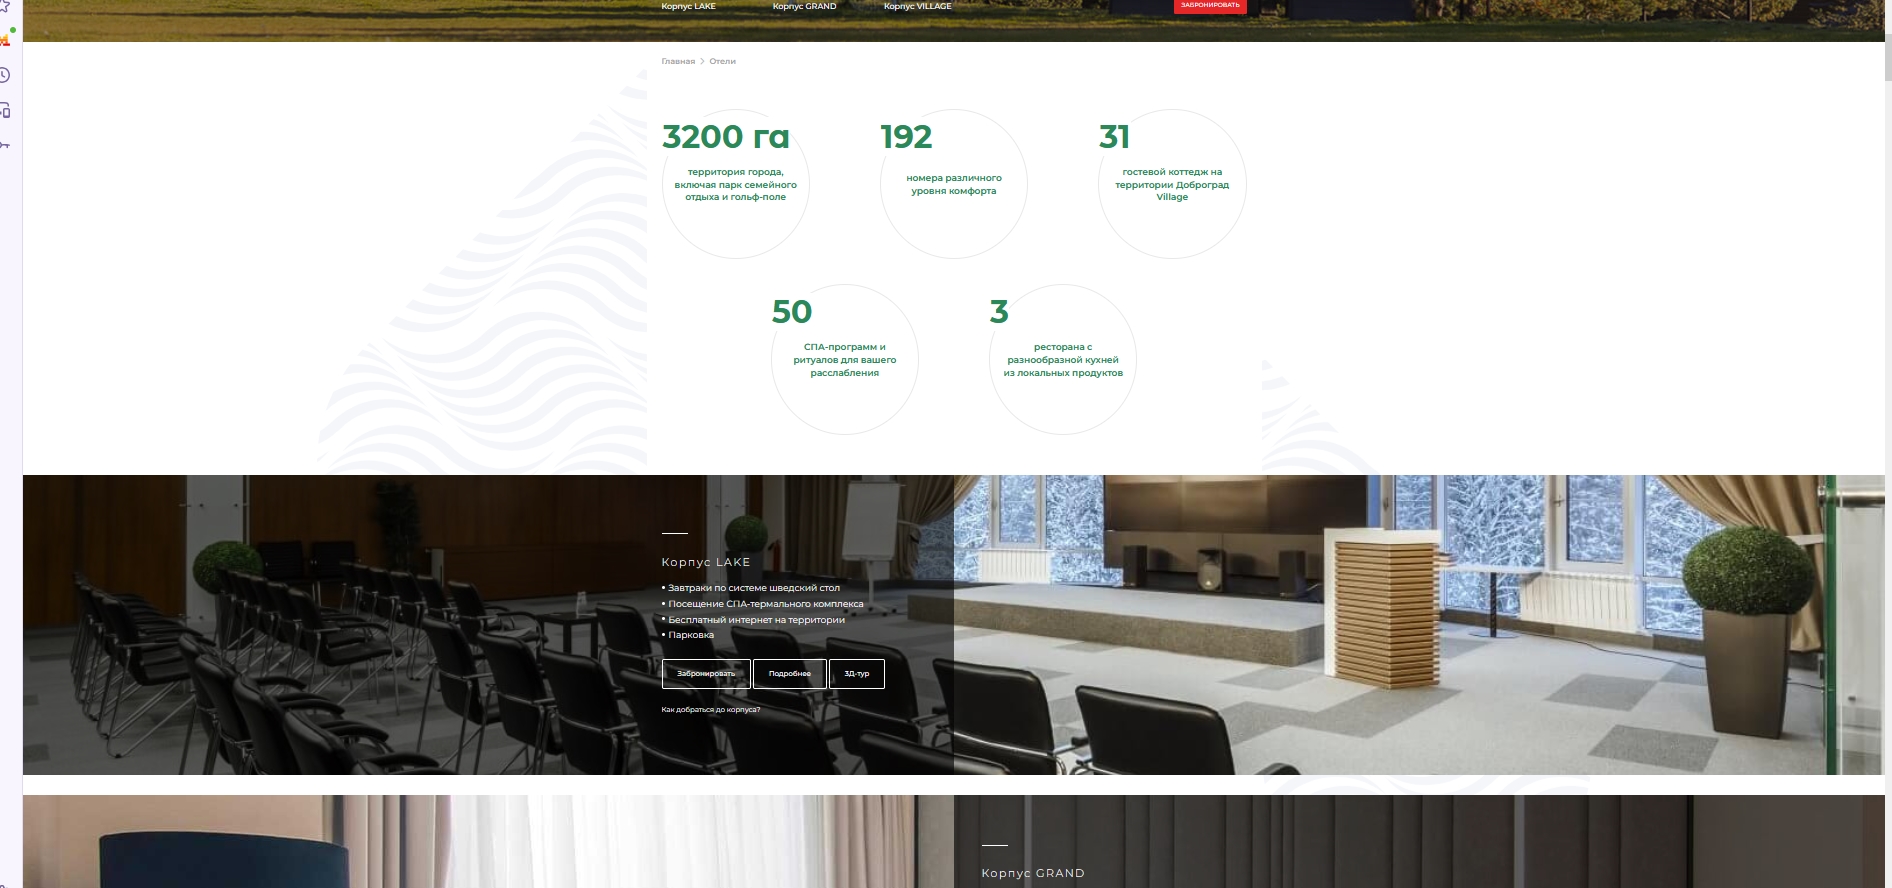 Корпус LAKE
Корпус GRAND
Корпус VILLAGE
ЗАБРОНИРОВАТЬ
Главная > Отели
3200 га
территория города,
включая парк семейного
отдыха и гольф-поле
192
номера различного
уровня комфорта
31
гостевой коттедж на
территории Доброград
Village
50
СПА-программ и
ритуалов для вашего
расслабления
3
ресторана с
разнообразной кухней
из локальных продуктов
Корпус LAKE
• Завтраки по системе шведский стол
• Посещение СПА-термального комплекса
• Бесплатный интернет на территории
• Парковка
Забронировать
Подробнее
3Д-тур
Как добраться до корпуса?
Корпус GRAND